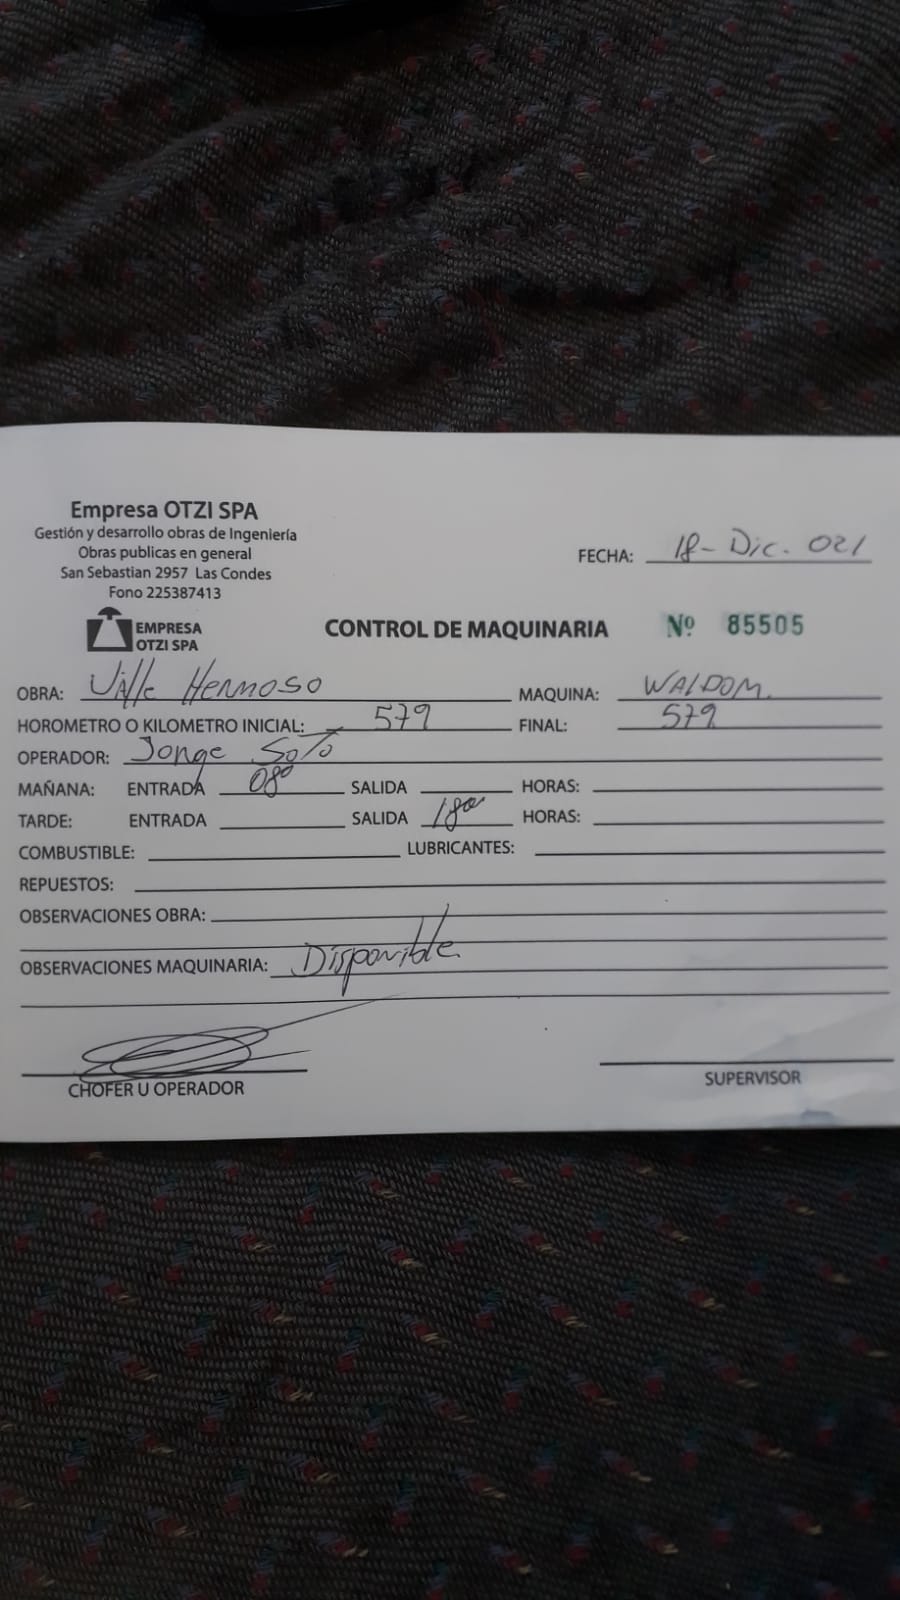 Empresa OTZI SPA
Gestión y desarrollo obras de Ingeniería
Obras publicas en general
San Sebastian 2957 Las Condes
Fono 225387413
FECHA: 18- Dic. 021
EMPRESA
OTZI SPA
CONTROL DE MAQUINARIA Nº 85505
OBRA: Valle Hermoso MAQUINA: WALDOM.
HOROMETRO O KILOMETRO INICIAL: 579 FINAL: 579
OPERADOR: Jorge Soto
MAÑANA: ENTRADA 08⁰⁰ SALIDA HORAS:
TARDE: ENTRADA SALIDA 18⁰⁰ HORAS:
COMBUSTIBLE: LUBRICANTES:
REPUESTOS:
OBSERVACIONES OBRA:
OBSERVACIONES MAQUINARIA: Disponible.
CHOFER U OPERADOR SUPERVISOR